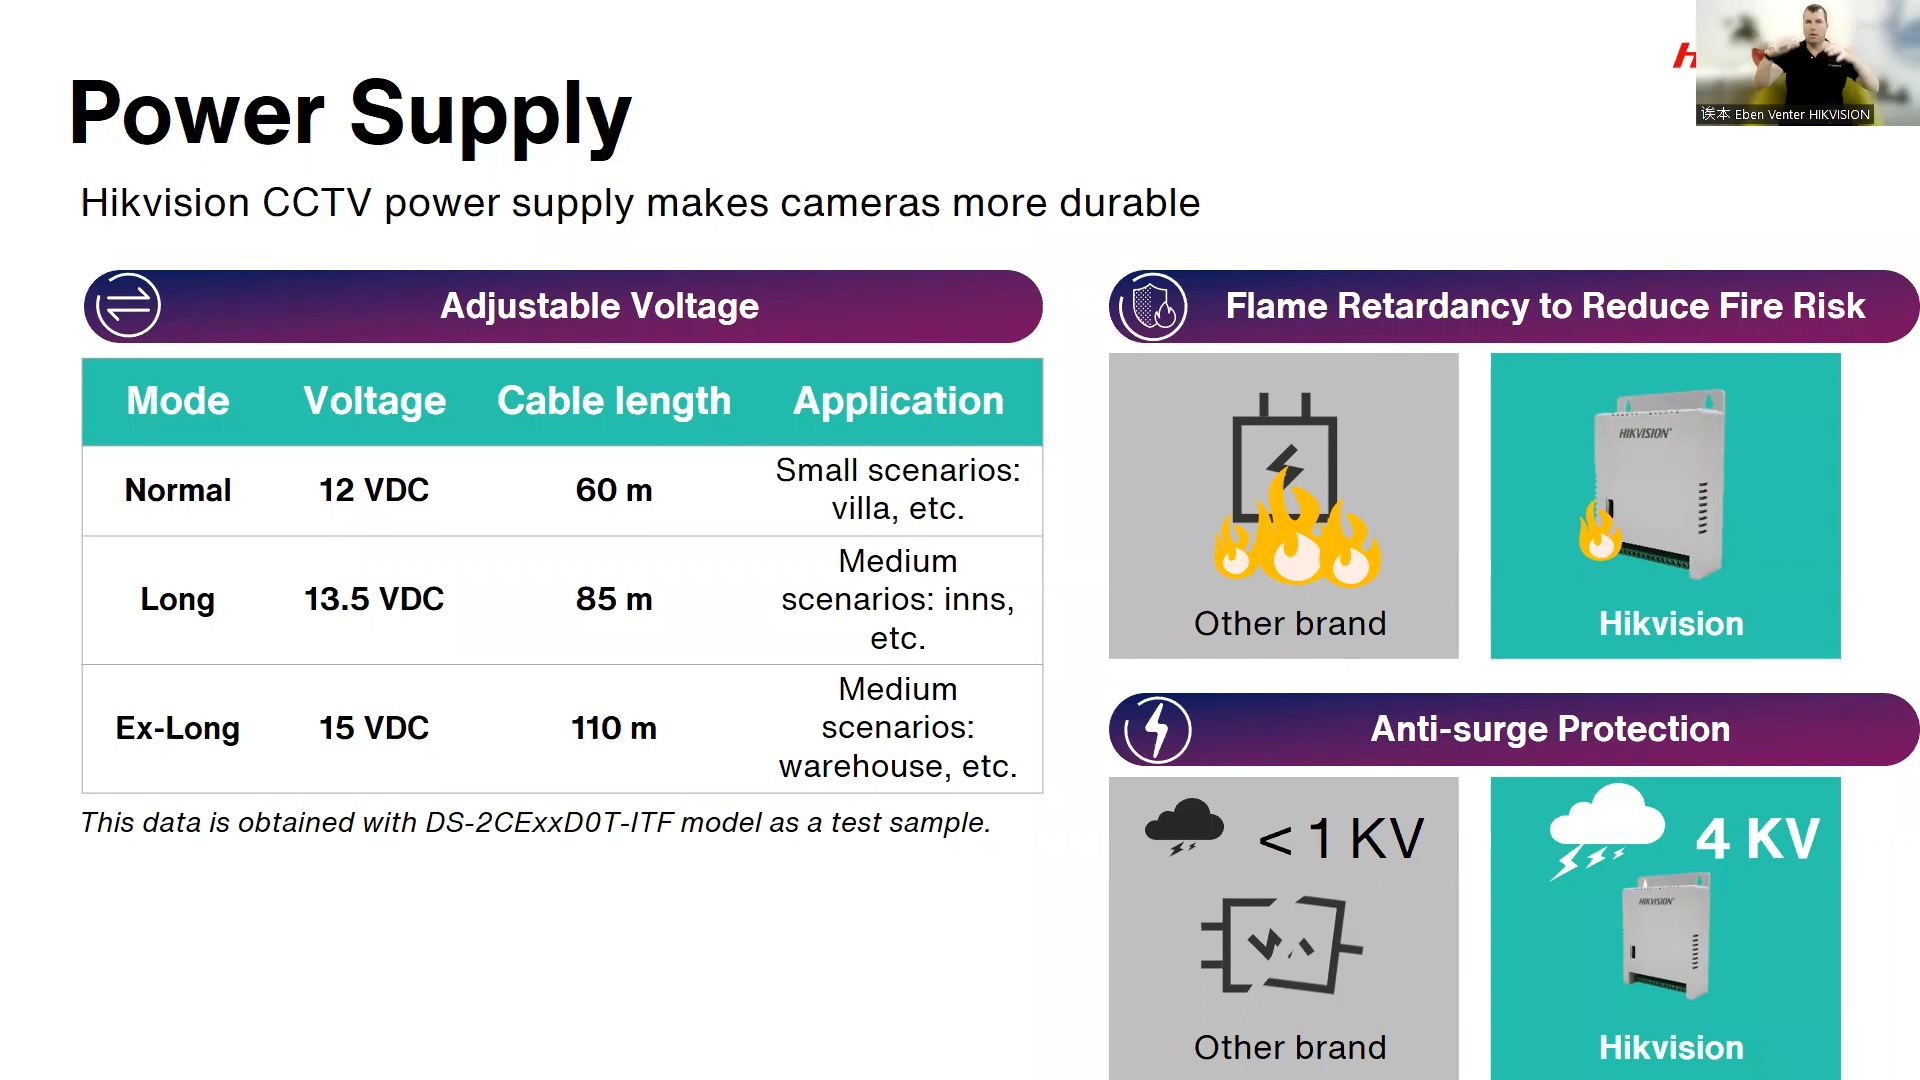 Power Supply
Hikvision CCTV power supply makes cameras more durable
诶本 Eben Venter HIKVISION
Adjustable Voltage
Mode Voltage Cable length Application
Normal 12 VDC 60 m Small scenarios:
villa, etc.
Long 13.5 VDC 85 m Medium
scenarios: inns,
etc.
Ex-Long 15 VDC 110 m Medium
scenarios:
warehouse, etc.
This data is obtained with DS-2CExxD0T-ITF model as a test sample.
Flame Retardancy to Reduce Fire Risk
HIKVISION
Other brand
Hikvision
Anti-surge Protection
< 1 KV
4 KV
HIKVISION
Other brand
Hikvision